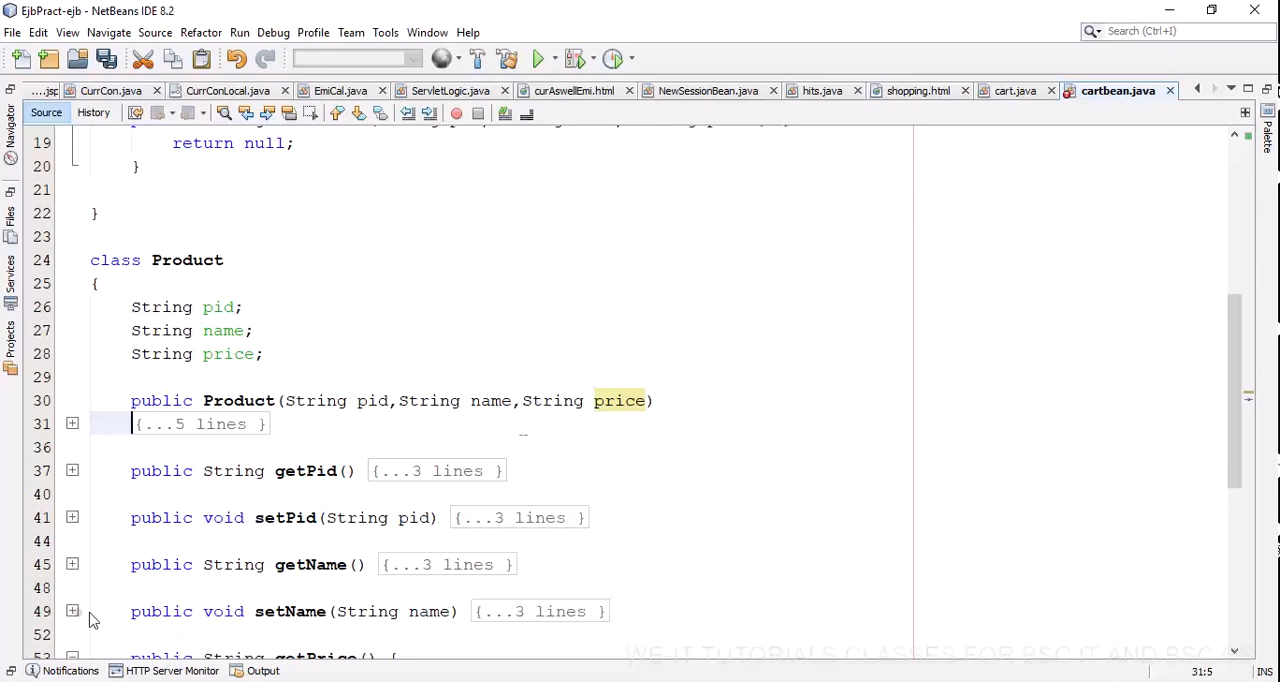 EjbPract-ejb - NetBeans IDE 8.2
File Edit View Navigate Source Refactor Run Debug Profile Team Tools Window Help
Search (Ctrl+I)
....jsp CurrCon.java CurrConLocal.java EmiCal.java ServletLogic.java curAswellEmi.html NewSessionBean.java hits.java shopping.html cart.java cartbean.java
Source History
Navigator
Files
Services
Projects
Palette
19 return null;
20 }
21
22 }
23
24 class Product
25 {
26 String pid;
27 String name;
28 String price;
29
30 public Product(String pid,String name,String price)
31 {...5 lines }
36
37 public String getPid() {...3 lines }
40
41 public void setPid(String pid) {...3 lines }
44
45 public String getName() {...3 lines }
48
49 public void setName(String name) {...3 lines }
52
53 public String getPrice() {
WE-IT TUTORIALS CLASSES FOR BSC IT AND BSC CS
Notifications HTTP Server Monitor Output 31:5 INS